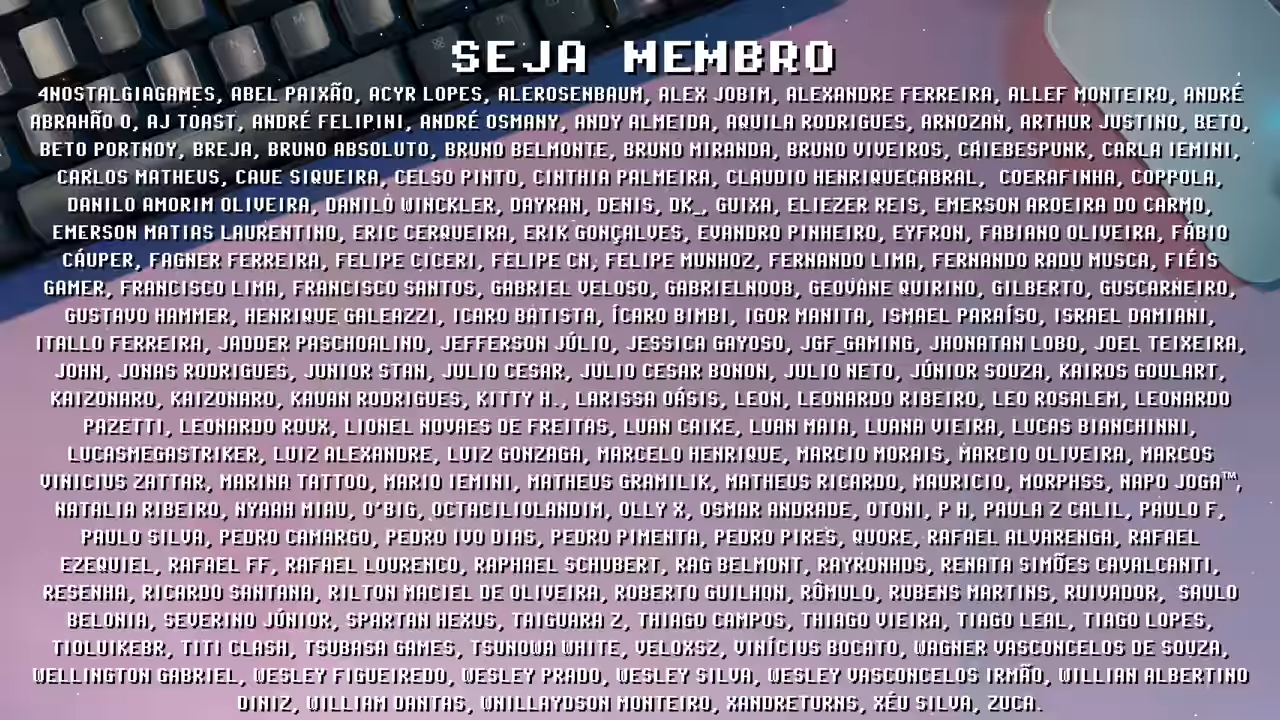 SEJA MEMBRO
4NOSTALGIAGAMES, ABEL PAIXÃO, ACYR LOPES, ALEROSENBAUM, ALEX JOBIM, ALEXANDRE FERREIRA, ALLEF MONTEIRO, ANDRÉ
ABRAHÃO O, AJ TOAST, ANDRÉ FELIPINI, ANDRÉ OSMANY, ANDY ALMEIDA, AQUILA RODRIGUES, ARNOZAN, ARTHUR JUSTINO, BETO,
BETO PORTNOY, BREJA, BRUNO ABSOLUTO, BRUNO BELMONTE, BRUNO MIRANDA, BRUNO VIVEIROS, CAIEBESPUNK, CARLA IEMINI,
CARLOS MATHEUS, CAUE SIQUEIRA, CELSO PINTO, CINTHIA PALMEIRA, CLAUDIO HENRIQUECABRAL, COERAFINHA, COPPOLA,
DANILO AMORIM OLIVEIRA, DANILO WINCKLER, DAYRAN, DENIS, DK_, GUIXA, ELIEZER REIS, EMERSON AROEIRA DO CARMO,
EMERSON MATIAS LAURENTINO, ERIC CERQUEIRA, ERIK GONÇALVES, EVANDRO PINHEIRO, EYFRON, FABIANO OLIVEIRA, FÁBIO
CÁUPER, FAGNER FERREIRA, FELIPE CICERI, FELIPE CN, FELIPE MUNHOZ, FERNANDO LIMA, FERNANDO RADU MUSCA, FIÉIS
GAMER, FRANCISCO LIMA, FRANCISCO SANTOS, GABRIEL VELOSO, GABRIELNOOB, GEOVANE QUIRINO, GILBERTO, GUSCARNEIRO,
GUSTAVO HAMMER, HENRIQUE GALEAZZI, ICARO BATISTA, ÍCARO BIMBI, IGOR MANITA, ISMAEL PARAÍSO, ISRAEL DAMIANI,
ITALLO FERREIRA, JADDER PASCHOALINO, JEFFERSON JÚLIO, JESSICA GAYOSO, JGF_GAMING, JHONATAN LOBO, JOEL TEIXEIRA,
JOHN, JONAS RODRIGUES, JUNIOR STAN, JULIO CESAR, JULIO CESAR BONON, JULIO NETO, JÚNIOR SOUZA, KAIROS GOULART,
KAIZONARO, KAIZONARO, KAUAN RODRIGUES, KITTY H., LARISSA OÁSIS, LEON, LEONARDO RIBEIRO, LEO ROSALEM, LEONARDO
PAZETTI, LEONARDO ROUX, LIONEL NOVAES DE FREITAS, LUAN CAIKE, LUAN MAIA, LUANA VIEIRA, LUCAS BIANCHINNI,
LUCASMEGASTRIKER, LUIZ ALEXANDRE, LUIZ GONZAGA, MARCELO HENRIQUE, MARCIO MORAIS, MARCIO OLIVEIRA, MARCOS
VINICIUS ZATTAR, MARINA TATTOO, MARIO IEMINI, MATHEUS GRAMILIK, MATHEUS RICARDO, MAURICIO, MORPHSS, NAPO JOGA™,
NATALIA RIBEIRO, NYAAH MIAU, O'BIG, OCTACILIOLANDIM, OLLY X, OSMAR ANDRADE, OTONI, P H, PAULA Z CALIL, PAULO F,
PAULO SILVA, PEDRO CAMARGO, PEDRO IVO DIAS, PEDRO PIMENTA, PEDRO PIRES, QUORE, RAFAEL ALVARENGA, RAFAEL
EZEQUIEL, RAFAEL FF, RAFAEL LOURENCO, RAPHAEL SCHUBERT, RAG BELMONT, RAYRONHDS, RENATA SIMÕES CAVALCANTI,
RESENHA, RICARDO SANTANA, RILTON MACIEL DE OLIVEIRA, ROBERTO GUILHON, RÔMULO, RUBENS MARTINS, RUIVADOR, SAULO
BELONIA, SEVERINO JÚNIOR, SPARTAN HEXUS, TAIGUARA Z, THIAGO CAMPOS, THIAGO VIEIRA, TIAGO LEAL, TIAGO LOPES,
TIOLUIKEBR, TITI CLASH, TSUBASA GAMES, TSUNOWA WHITE, VELOXSZ, VINÍCIUS BOCATO, WAGNER VASCONCELOS DE SOUZA,
WELLINGTON GABRIEL, WESLEY FIGUEIREDO, WESLEY PRADO, WESLEY SILVA, WESLEY VASCONCELOS IRMÃO, WILLIAN ALBERTINO
DINIZ, WILLIAM DANTAS, WNILLAYDSON MONTEIRO, XANDRETURNS, XÉU SILVA, ZUCA.